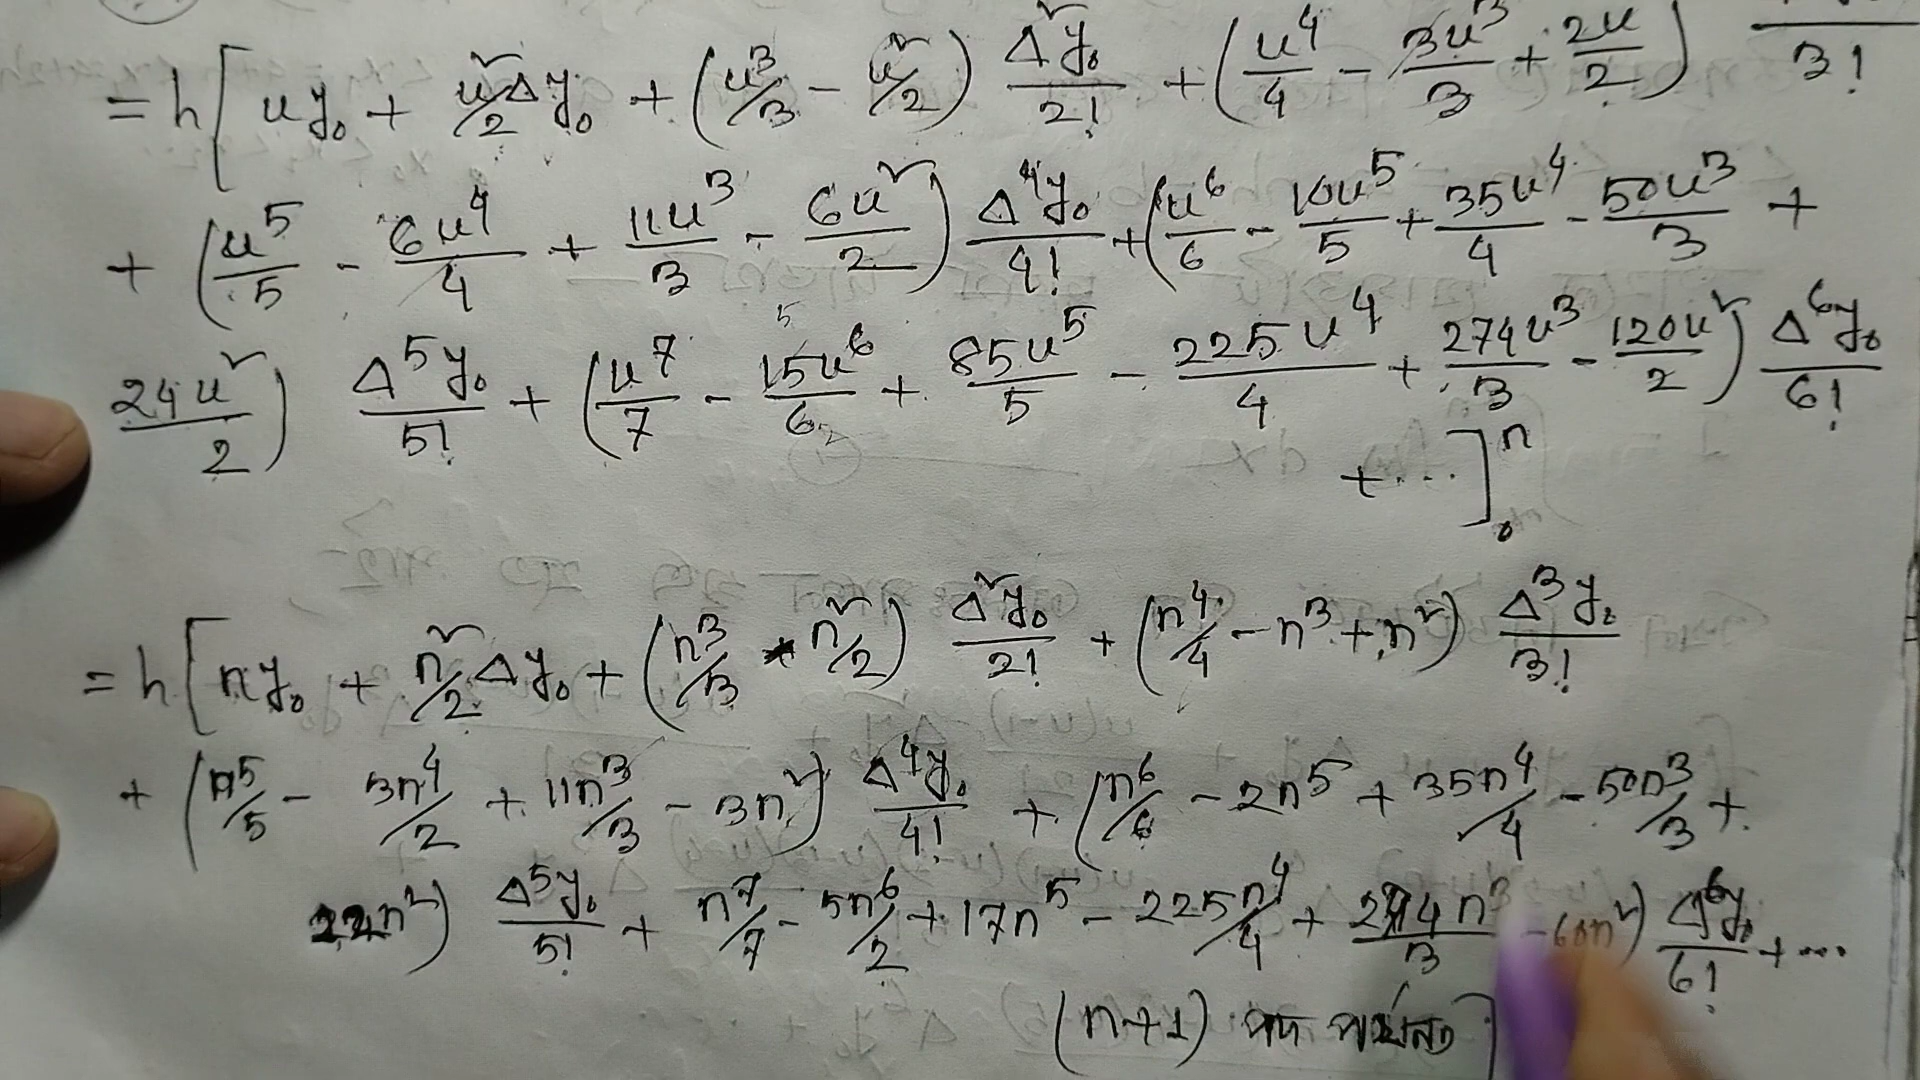 = h [ uy₀ + u²/2 Δy₀ + (u³/3 - u²/2) Δ²y₀/2! + (u⁴/4 - 3u³/3 + 2u²/2) /3!
+ (u⁵/5 - 6u⁴/4 + 11u³/3 - 6u²/2) Δ⁴y₀/4! + (u⁶/6 - 10u⁵/5 + 35u⁴/4 - 50u³/3 +
24u²/2) Δ⁵y₀/5! + (u⁷/7 - 15u⁶/6 + 85u⁵/5 - 225u⁴/4 + 274u³/3 - 120u²/2) Δ⁶y₀/6!
+ ... ]ⁿ₀
= h [ ny₀ + n²/2 Δy₀ + (n³/3 n²/2) Δ²y₀/2! + (n⁴/4 - n³ + n²) Δ³y₀/3!
+ (n⁵/5 - 3n⁴/2 + 11n³/3 - 3n²) Δ⁴y₀/4! + (n⁶/6 - 2n⁵ + 35n⁴/4 - 50n³/3 +
n²) Δ⁵y₀/5! + n⁷/7 - 5n⁶/2 + 17n⁵ - 225n⁴/4 + 274n³/3 - 60n²) Δ⁶y₀/6! + ...
(n+1) পদ পর্যন্ত ]